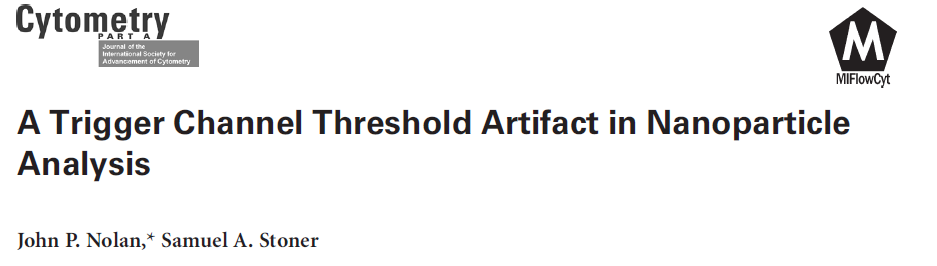 Cytometry
PART A
Journal of the
International Society for
Advancement of Cytometry
M
MIFlowCyt
A Trigger Channel Threshold Artifact in Nanoparticle
Analysis
John P. Nolan,* Samuel A. Stoner